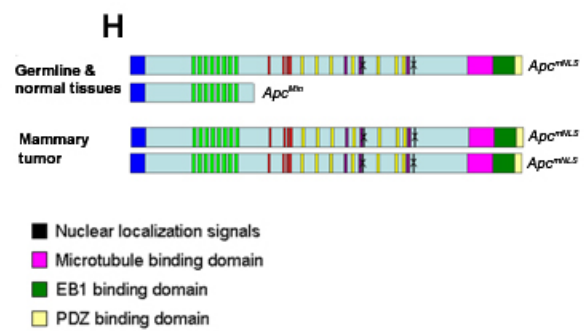 H
Germline &
normal tissues
Apc^mNLS
Apc^Min
Mammary
tumor
Apc^mNLS
Apc^mNLS
Nuclear localization signals
Microtubule binding domain
EB1 binding domain
PDZ binding domain